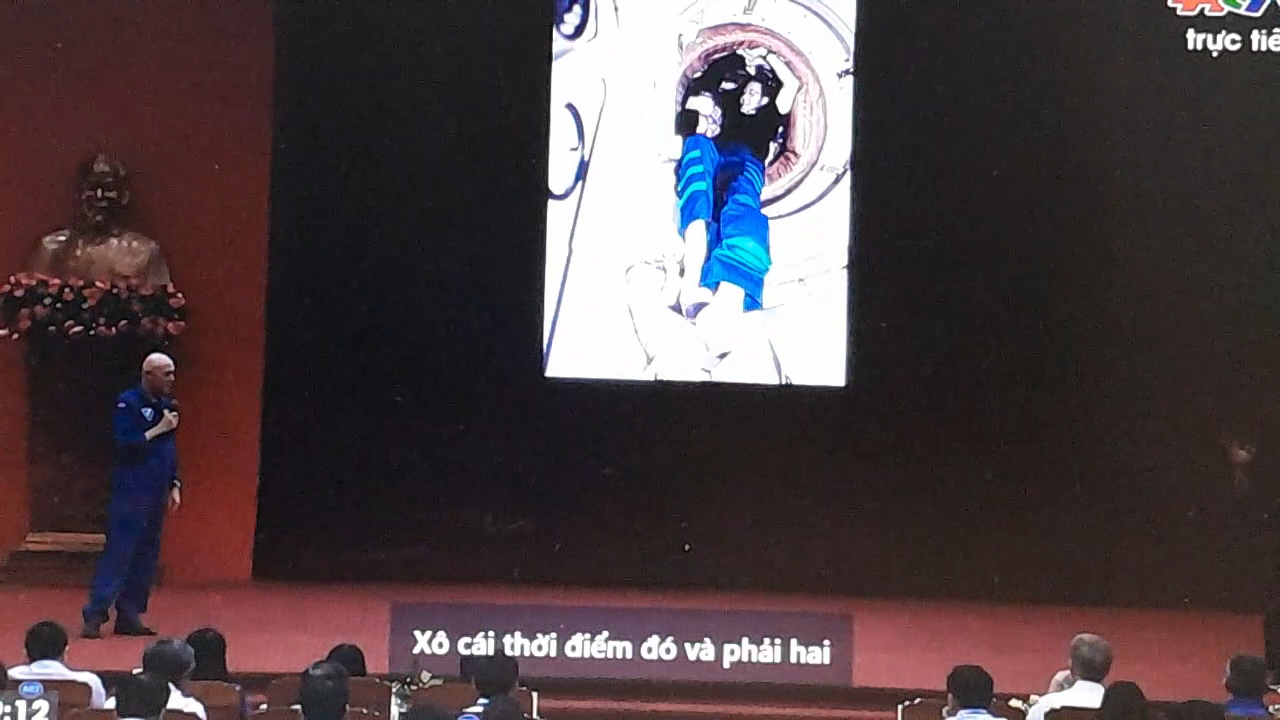 trực tiế
Xô cái thời điểm đó và phải hai
:12